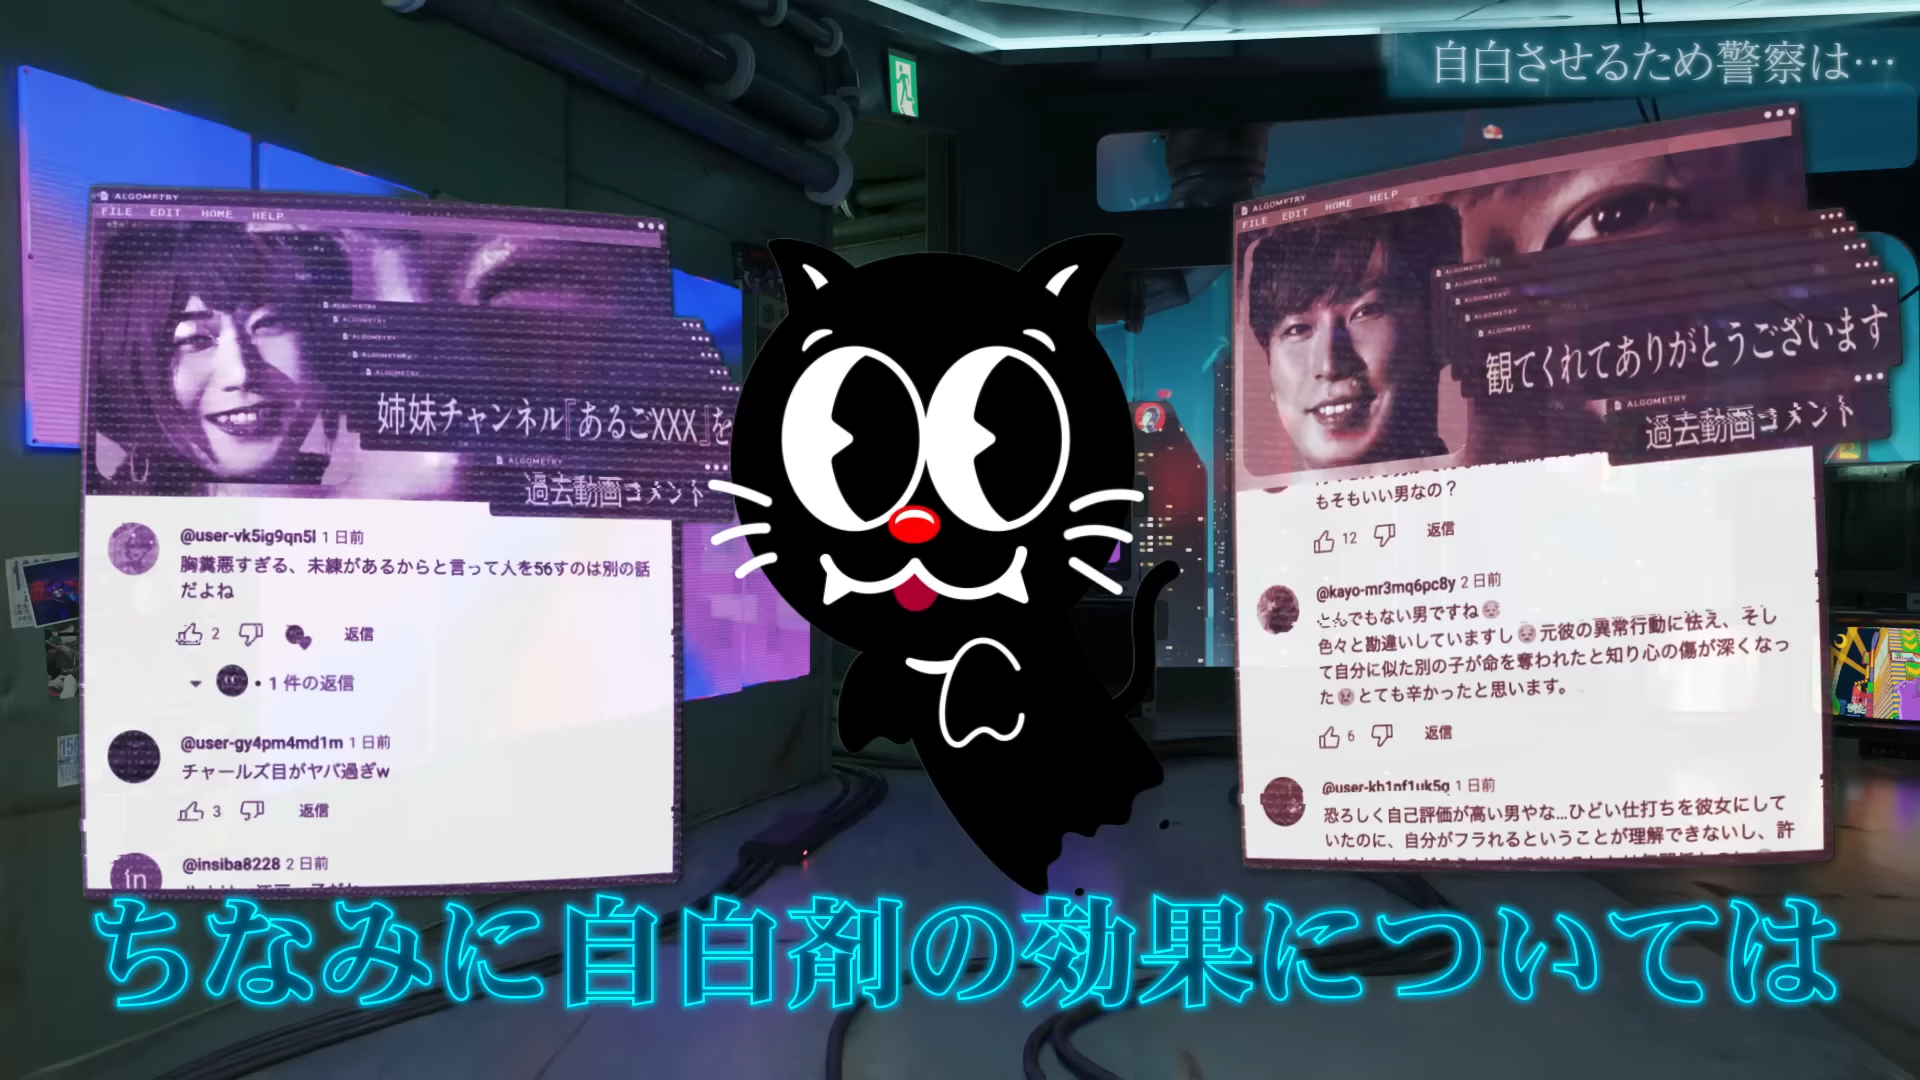 自白させるため警察は…
ALGOMETRY
FILE EDIT HOME HELP
ALGOMETRY
ALGOMETRY
ALGOMETRY
ALGOMETRY
ALGOMETRY
姉妹チャンネル『あるごXXX』を
ALGOMETRY
過去動画コメント
@user-vk5ig9qn5l 1 日前
胸糞悪すぎる、未練があるからと言って人を56すのは別の話
だよね
2 返信
1 件の返信
@user-gy4pm4md1m 1 日前
チャールズ目がヤバ過ぎw
3 返信
@insiba8228 2 日前
in
ALGOMETRY
FILE EDIT HOME HELP
ALGOMETRY
ALGOMETRY
ALGOMETRY
ALGOMETRY
ALGOMETRY
観てくれてありがとうございます
ALGOMETRY
過去動画コメント
もそもいい男なの？
12 返信
@kayo-mr3mq6pc8y 2 日前
とんでもない男ですね
色々と勘違いしていますし 元彼の異常行動に怯え、そし
て自分に似た別の子が命を奪われたと知り心の傷が深くなっ
た とても辛かったと思います。
6 返信
1 日前
恐ろしく自己評価が高い男やな...ひどい仕打ちを彼女にして
いたのに、自分がフラれるということが理解できないし、許
ちなみに自白剤の効果については